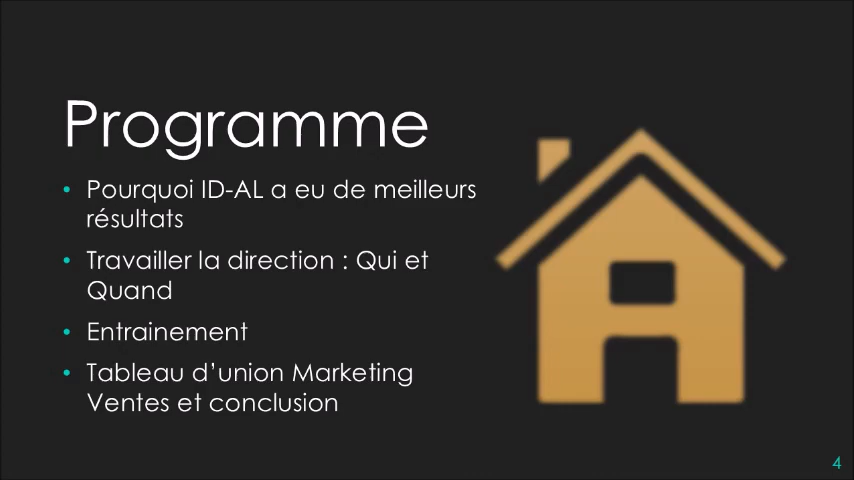 Programme
• Pourquoi ID-AL a eu de meilleurs
résultats
• Travailler la direction : Qui et
Quand
• Entrainement
• Tableau d’union Marketing
Ventes et conclusion
4